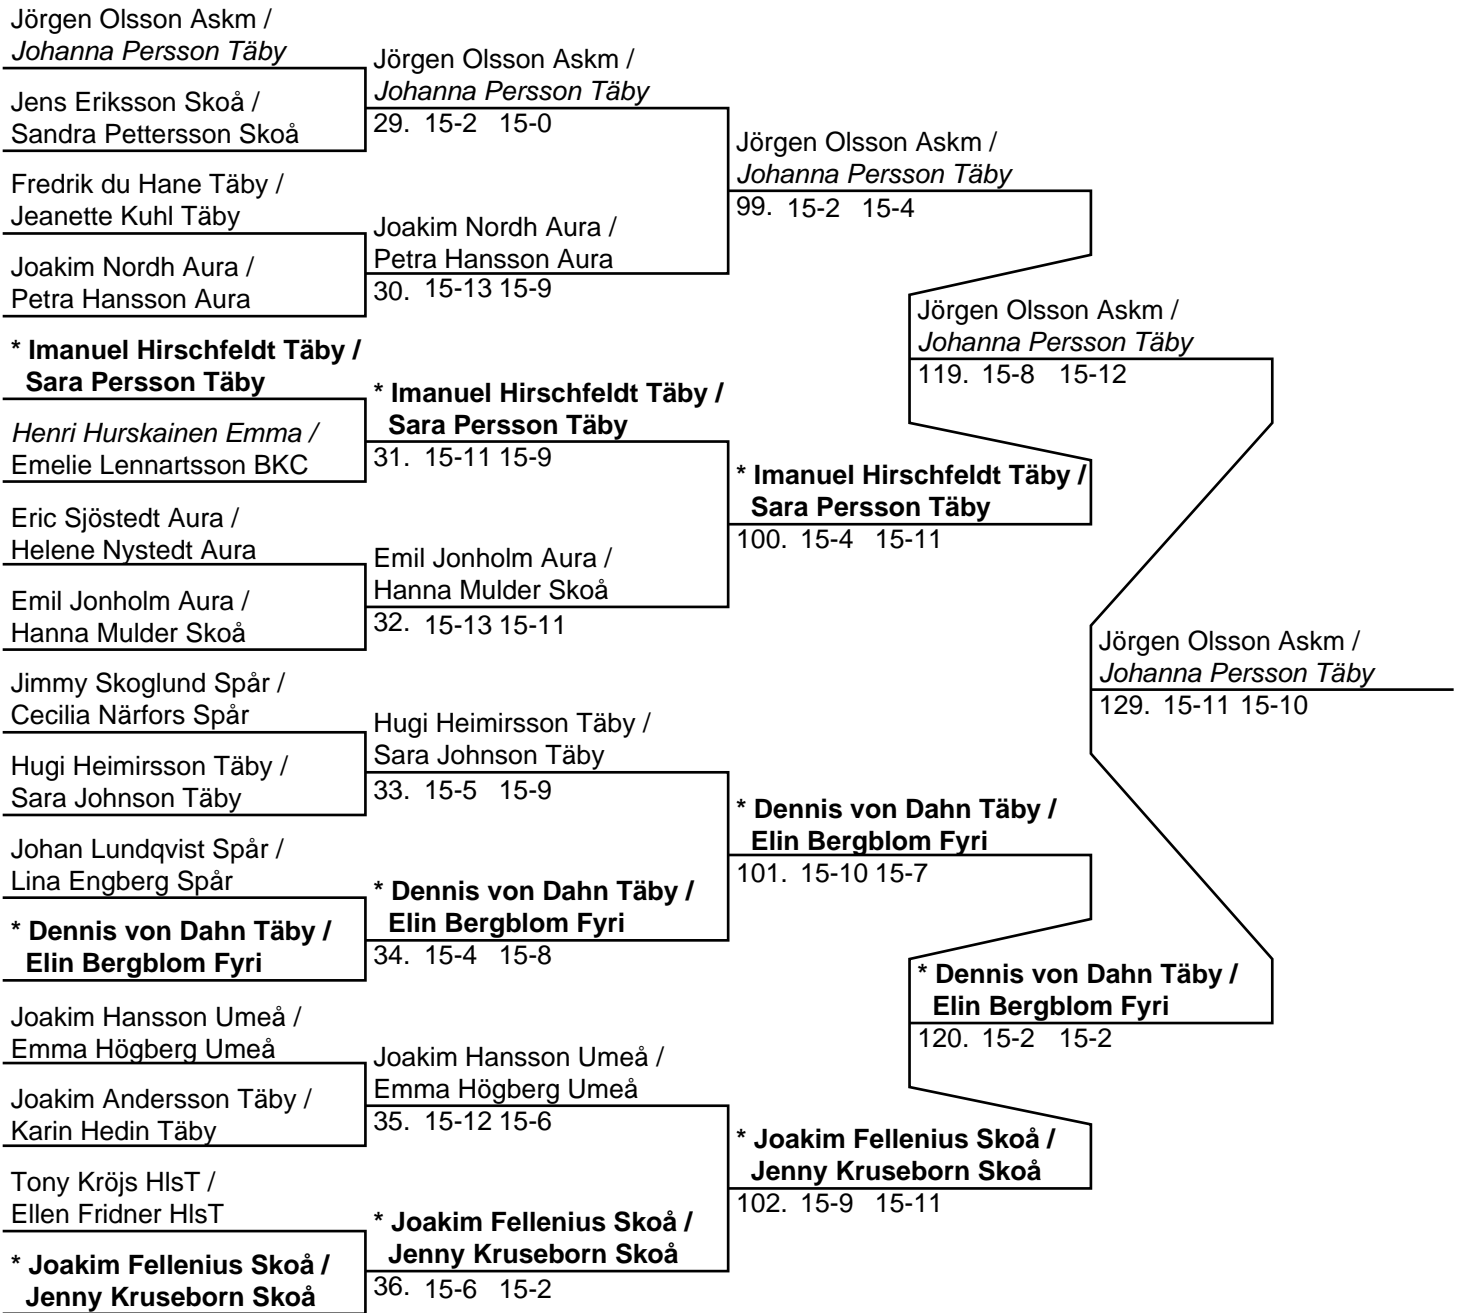 Jörgen Olsson Askm /
Johanna Persson Täby
Jens Eriksson Skoå /
Sandra Pettersson Skoå
Fredrik du Hane Täby /
Jeanette Kuhl Täby
Joakim Nordh Aura /
Petra Hansson Aura
* Imanuel Hirschfeldt Täby /
Sara Persson Täby
Henri Hurskainen Emma /
Emelie Lennartsson BKC
Eric Sjöstedt Aura /
Helene Nystedt Aura
Emil Jonholm Aura /
Hanna Mulder Skoå
Jimmy Skoglund Spår /
Cecilia Närfors Spår
Hugi Heimirsson Täby /
Sara Johnson Täby
Johan Lundqvist Spår /
Lina Engberg Spår
* Dennis von Dahn Täby /
Elin Bergblom Fyri
Joakim Hansson Umeå /
Emma Högberg Umeå
Joakim Andersson Täby /
Karin Hedin Täby
Tony Kröjs HlsT /
Ellen Fridner HlsT
* Joakim Fellenius Skoå /
Jenny Kruseborn Skoå
Jörgen Olsson Askm /
Johanna Persson Täby
29. 15-2 15-0
Joakim Nordh Aura /
Petra Hansson Aura
30. 15-13 15-9
* Imanuel Hirschfeldt Täby /
Sara Persson Täby
31. 15-11 15-9
Emil Jonholm Aura /
Hanna Mulder Skoå
32. 15-13 15-11
Hugi Heimirsson Täby /
Sara Johnson Täby
33. 15-5 15-9
* Dennis von Dahn Täby /
Elin Bergblom Fyri
34. 15-4 15-8
Joakim Hansson Umeå /
Emma Högberg Umeå
35. 15-12 15-6
* Joakim Fellenius Skoå /
Jenny Kruseborn Skoå
36. 15-6 15-2
Jörgen Olsson Askm /
Johanna Persson Täby
99. 15-2 15-4
* Imanuel Hirschfeldt Täby /
Sara Persson Täby
100. 15-4 15-11
* Dennis von Dahn Täby /
Elin Bergblom Fyri
101. 15-10 15-7
* Joakim Fellenius Skoå /
Jenny Kruseborn Skoå
102. 15-9 15-11
Jörgen Olsson Askm /
Johanna Persson Täby
119. 15-8 15-12
* Dennis von Dahn Täby /
Elin Bergblom Fyri
120. 15-2 15-2
Jörgen Olsson Askm /
Johanna Persson Täby
129. 15-11 15-10